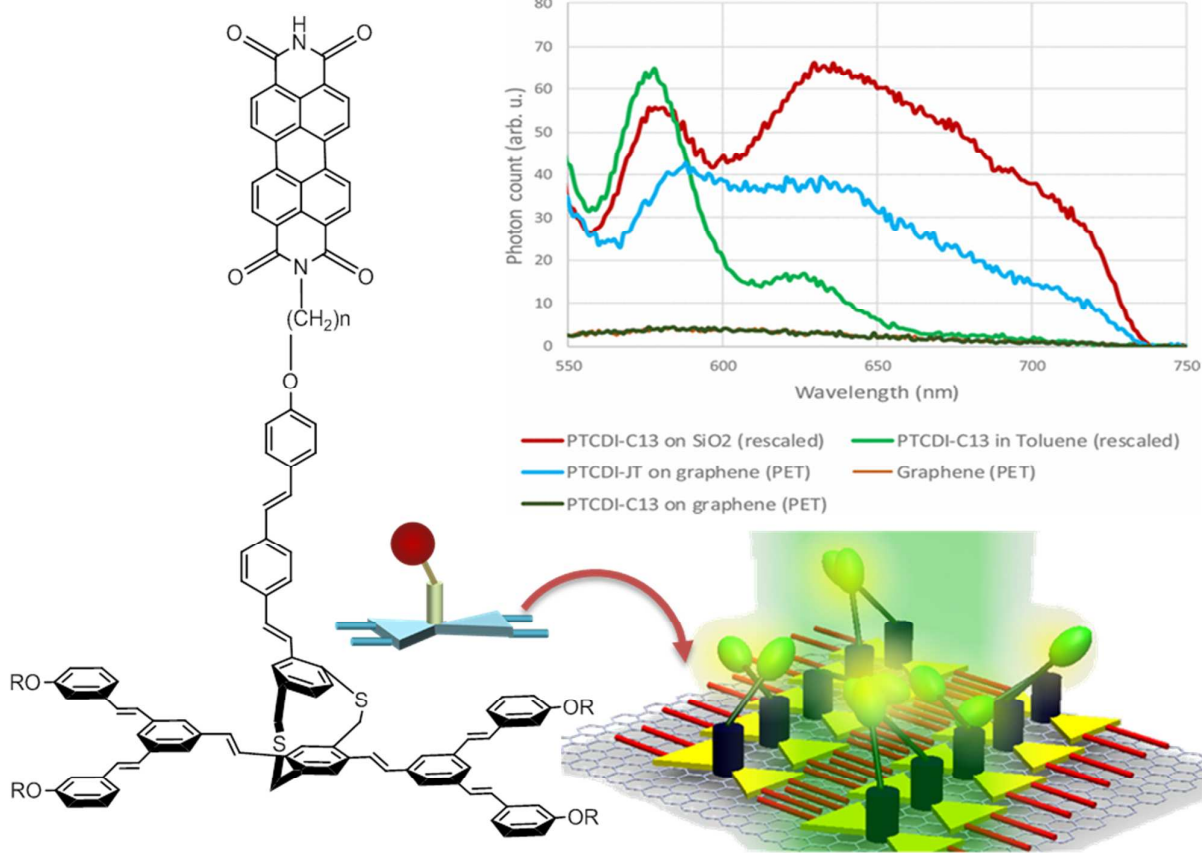 H
O
N
O
O
N
O
(CH₂)n
O
S
S
RO
RO
OR
OR
80
70
60
50
40
30
20
10
0
Photon count (arb. u.)
550
600
650
700
750
Wavelength (nm)
PTCDI-C13 on SiO2 (rescaled)
PTCDI-C13 in Toluene (rescaled)
PTCDI-JT on graphene (PET)
Graphene (PET)
PTCDI-C13 on graphene (PET)